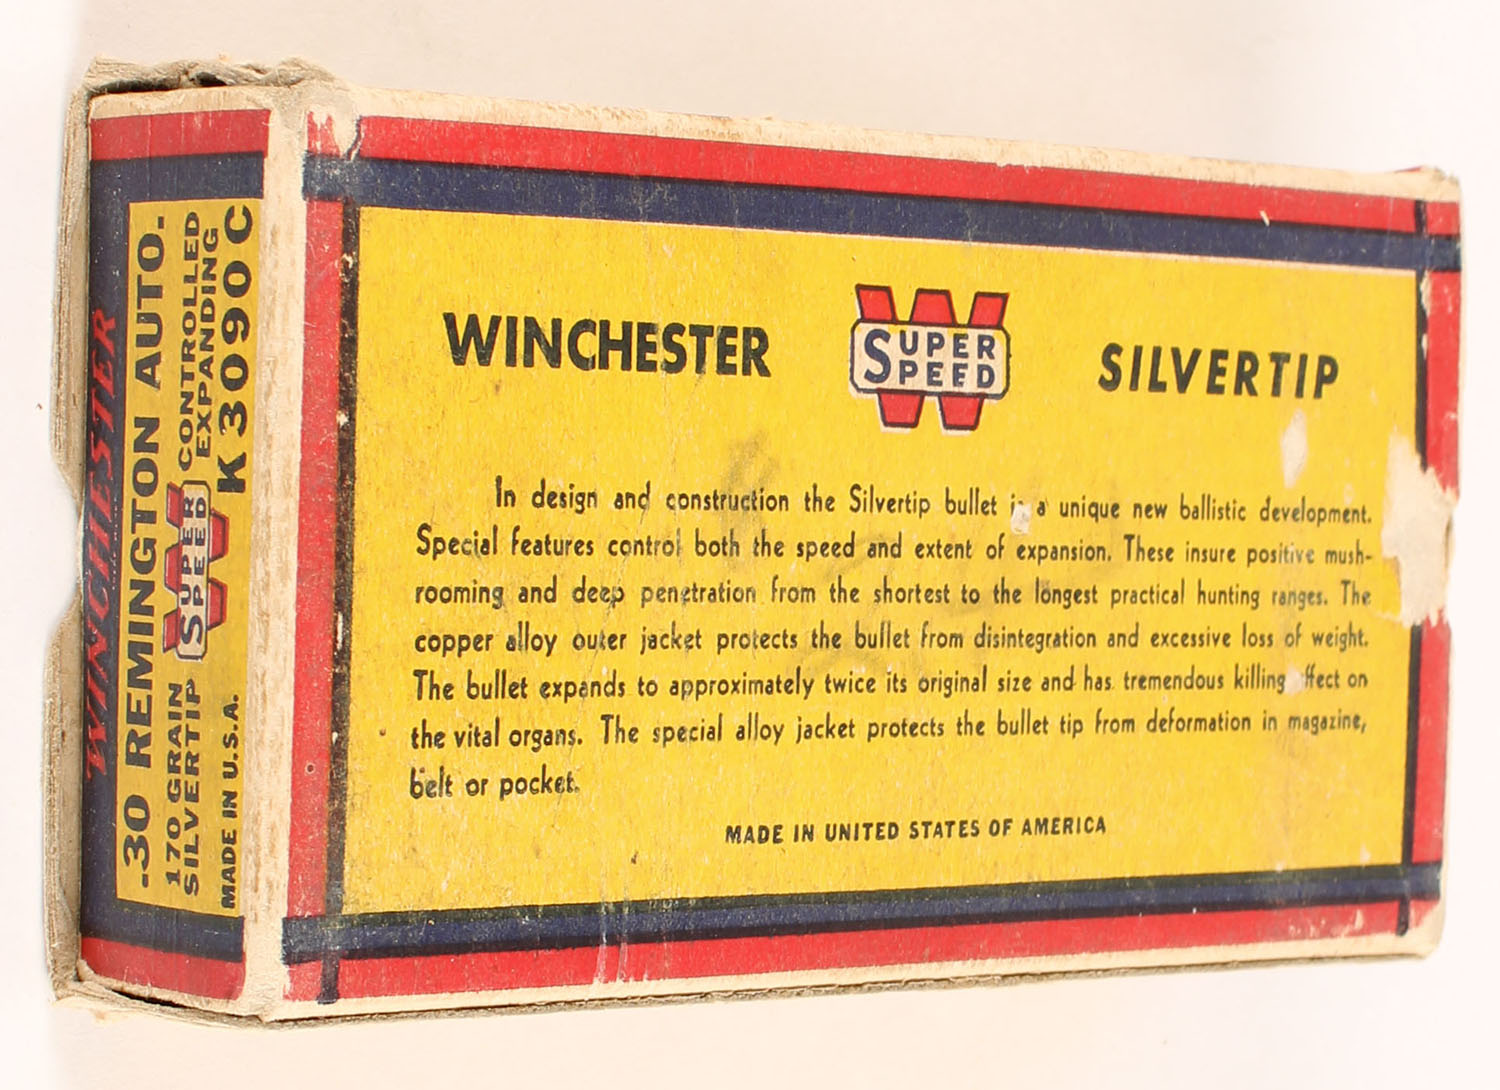 WINCHESTER
.30 REMINGTON AUTO.
170 GRAIN
SILVERTIP
SUPER
SPEED
CONTROLLED
EXPANDING
MADE IN U.S.A.
K3090C
WINCHESTER
SUPER
SPEED
SILVERTIP
In design and construction the Silvertip bullet is a unique new ballistic development.
Special features control both the speed and extent of expansion. These insure positive mush-
rooming and deep penetration from the shortest to the longest practical hunting ranges. The
copper alloy outer jacket protects the bullet from disintegration and excessive loss of weight.
The bullet expands to approximately twice its original size and has tremendous killing effect on
the vital organs. The special alloy jacket protects the bullet tip from deformation in magazine,
belt or pocket.
MADE IN UNITED STATES OF AMERICA